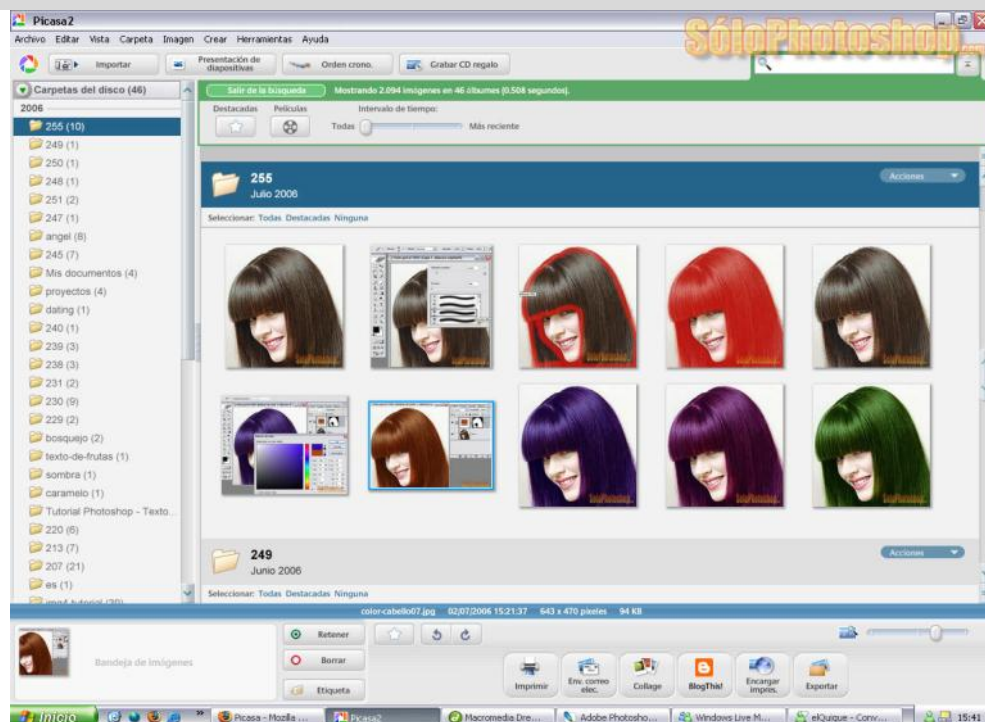 Picasa2
SóloPhotoshop.com
Archivo Editar Vista Carpeta Imagen Crear Herramientas Ayuda
Importar
Presentación de diapositivas
Orden crono.
Grabar CD regalo
Carpetas del disco (46)
Salir de la búsqueda
Mostrando 2.094 imágenes en 46 álbumes (0.508 segundos).
2006
Destacadas
Películas
Intervalo de tiempo:
Todas
Más reciente
255 (10)
249 (1)
250 (1)
248 (1)
251 (2)
247 (1)
angel (8)
245 (7)
Mis documentos (4)
proyectos (4)
dating (1)
240 (1)
239 (3)
238 (3)
231 (2)
230 (9)
229 (2)
bosquejo (2)
texto-de-frutas (1)
sombra (1)
caramelo (1)
Tutorial Photoshop - Texto...
220 (6)
213 (7)
207 (21)
es (1)
255
Julio 2006
Acciones
Seleccionar: Todas Destacadas Ninguna
249
Junio 2006
Acciones
Seleccionar: Todas Destacadas Ninguna
color-cabello07.jpg 02/07/2006 15:21:37 643 x 470 píxeles 94 KB
Bandeja de imágenes
Retener
Borrar
Etiqueta
Imprimir
Env. correo elec.
Collage
BlogThis!
Encargar imprés.
Exportar
Inicio
Picasa - Mozilla ...
Picasa2
Macromedia Dre...
Adobe Photosho...
Windows Live M...
elQuique - Conv...
15:41